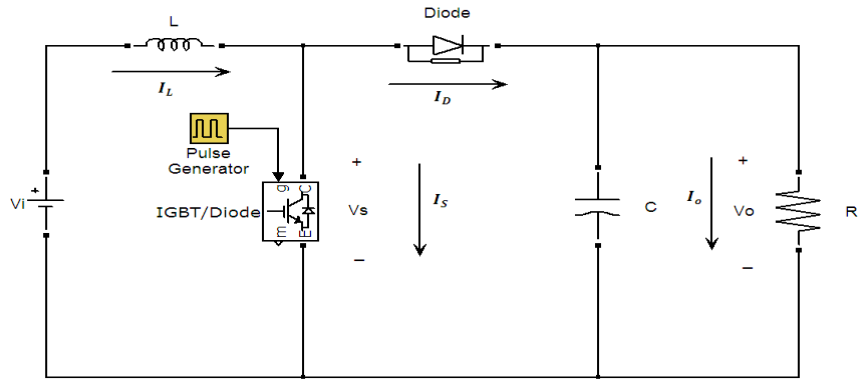 Diode
L
I_L
I_D
Pulse
Generator
g
C
+
+
+
Vi
IGBT/Diode
Vs
I_S
C
I_o
Vo
R
m
E
−
−